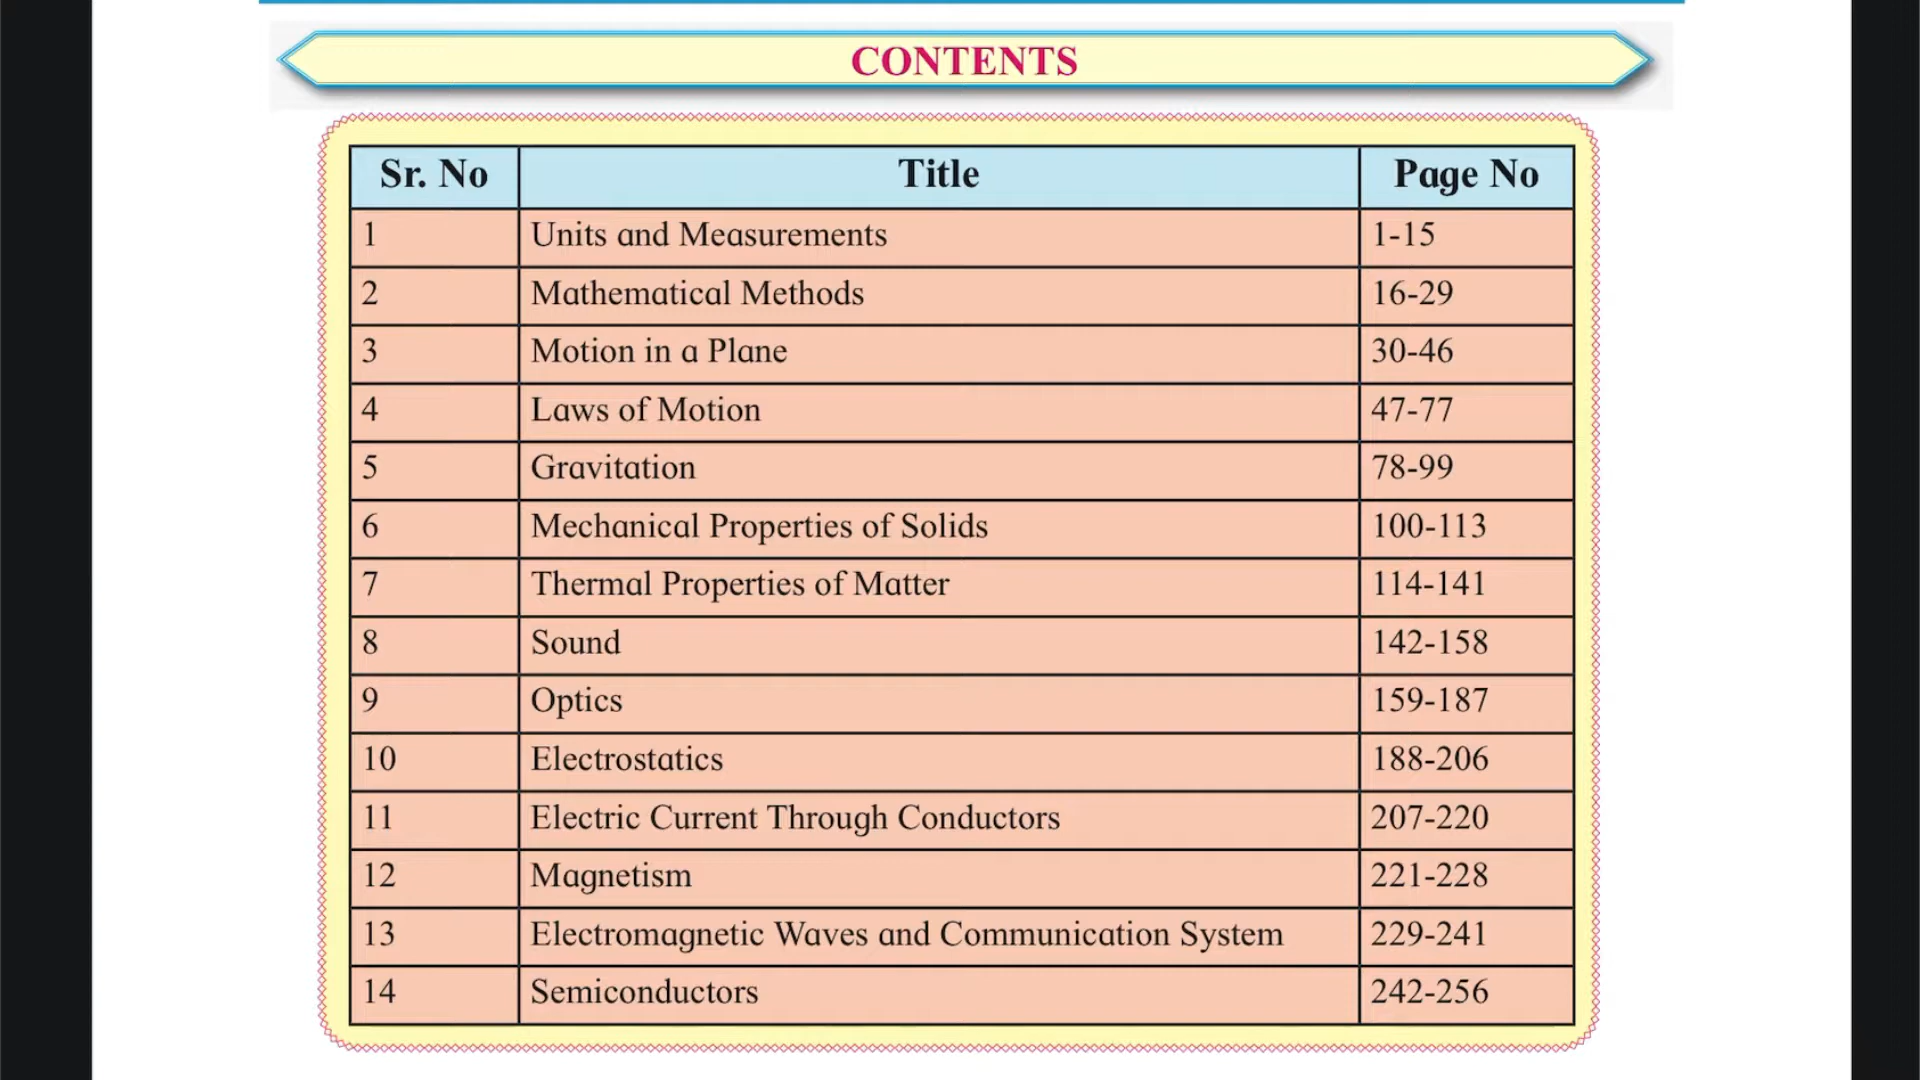 CONTENTS
Sr. No Title Page No
1 Units and Measurements 1-15
2 Mathematical Methods 16-29
3 Motion in a Plane 30-46
4 Laws of Motion 47-77
5 Gravitation 78-99
6 Mechanical Properties of Solids 100-113
7 Thermal Properties of Matter 114-141
8 Sound 142-158
9 Optics 159-187
10 Electrostatics 188-206
11 Electric Current Through Conductors 207-220
12 Magnetism 221-228
13 Electromagnetic Waves and Communication System 229-241
14 Semiconductors 242-256